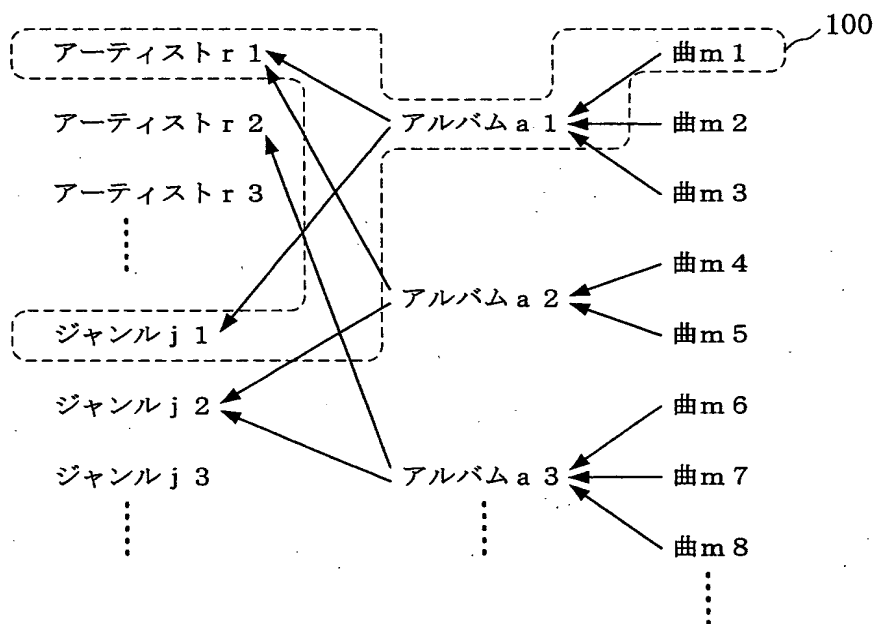 100
アーティストｒ１
アーティストｒ２
アーティストｒ３
ジャンルｊ１
ジャンルｊ２
ジャンルｊ３
アルバムａ１
アルバムａ２
アルバムａ３
曲ｍ１
曲ｍ２
曲ｍ３
曲ｍ４
曲ｍ５
曲ｍ６
曲ｍ７
曲ｍ８